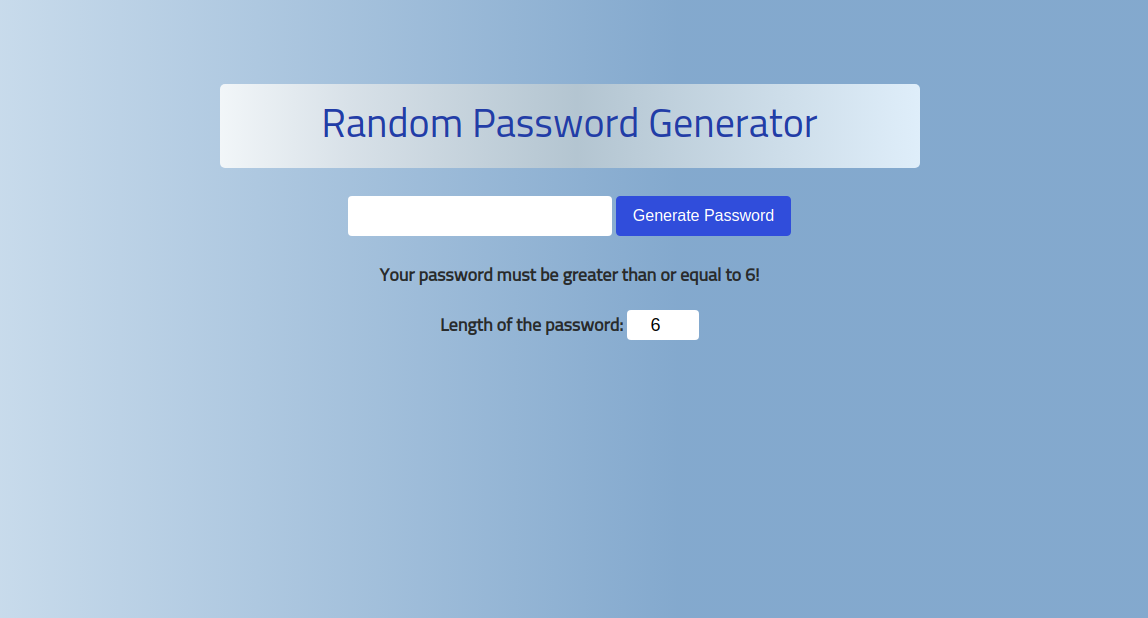 Random Password Generator
Generate Password
Your password must be greater than or equal to 6!
Length of the password: 6